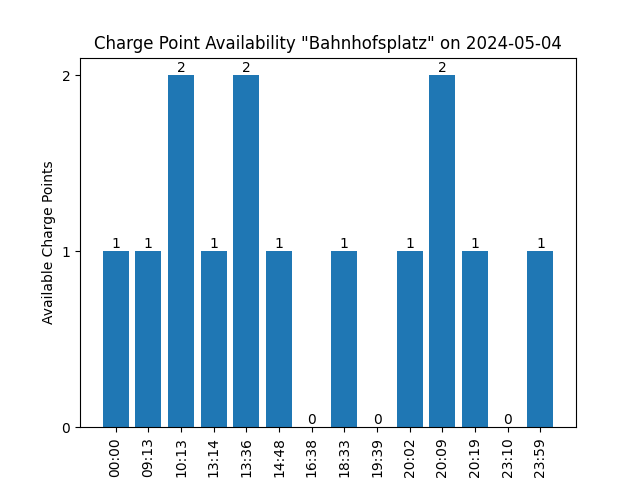 Charge Point Availability "Bahnhofsplatz" on 2024-05-04
Available Charge Points
2
1
0
1 1 2 1 2 1 0 1 0 1 2 1 0 1
00:00 09:13 10:13 13:14 13:36 14:48 16:38 18:33 19:39 20:02 20:09 20:19 23:10 23:59